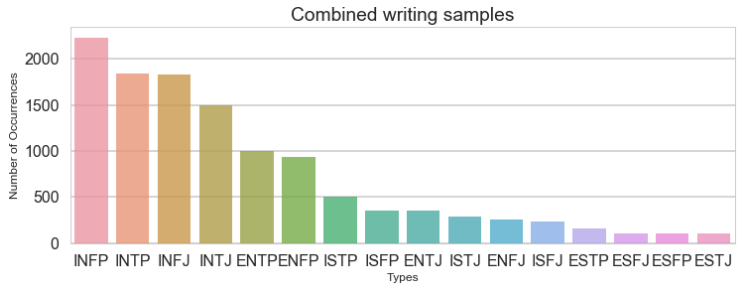 Combined writing samples
Number of Occurrences
2000
1500
1000
500
0
INFP INTP INFJ INTJ ENTP ENFP ISTP ISFP ENTJ ISTJ ENFJ ISFJ ESTP ESFJ ESFP ESTJ
Types